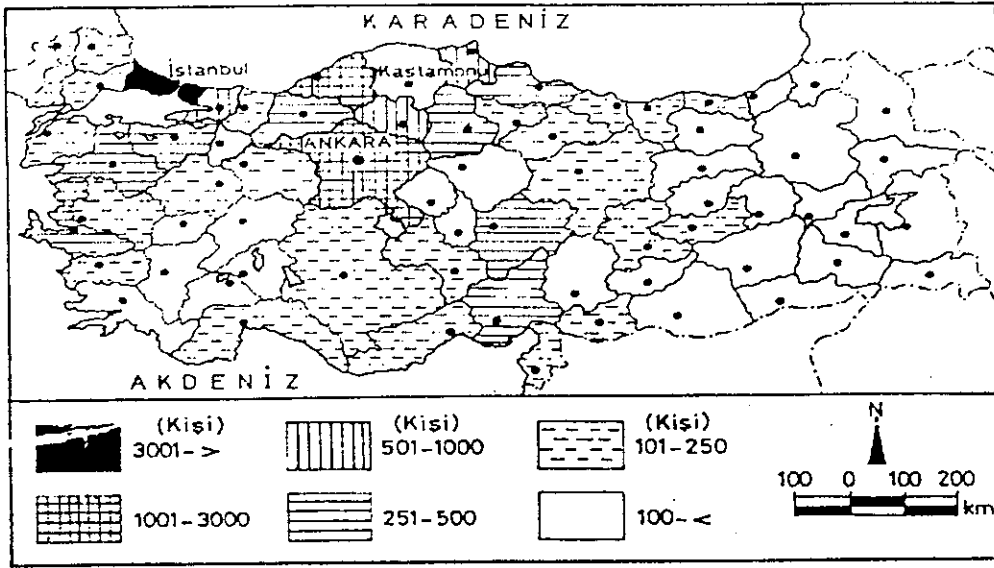 KARADENİZ
İstanbul
Kastamonu
ANKARA
AKDENİZ
(Kişi) (Kişi) (Kişi)
3001-> 501-1000 101-250
1001-3000 251-500 100-<
N
100 0 100 200
km